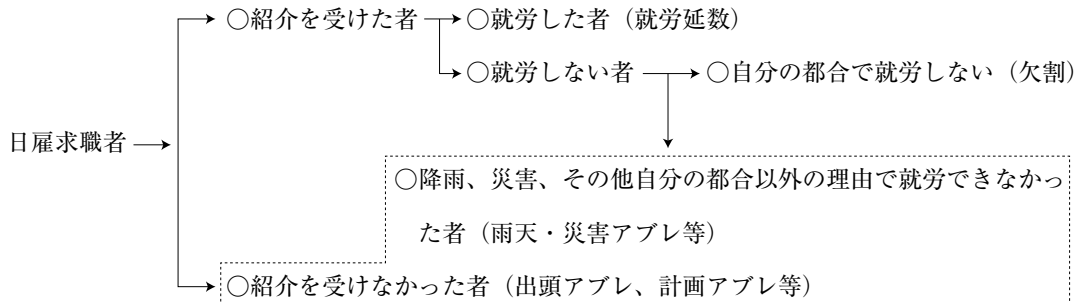 ○紹介を受けた者
○就労した者（就労延数）
○就労しない者
○自分の都合で就労しない（欠割）
日雇求職者
○降雨、災害、その他自分の都合以外の理由で就労できなかっ
た者（雨天・災害アブレ等）
○紹介を受けなかった者（出頭アブレ、計画アブレ等）